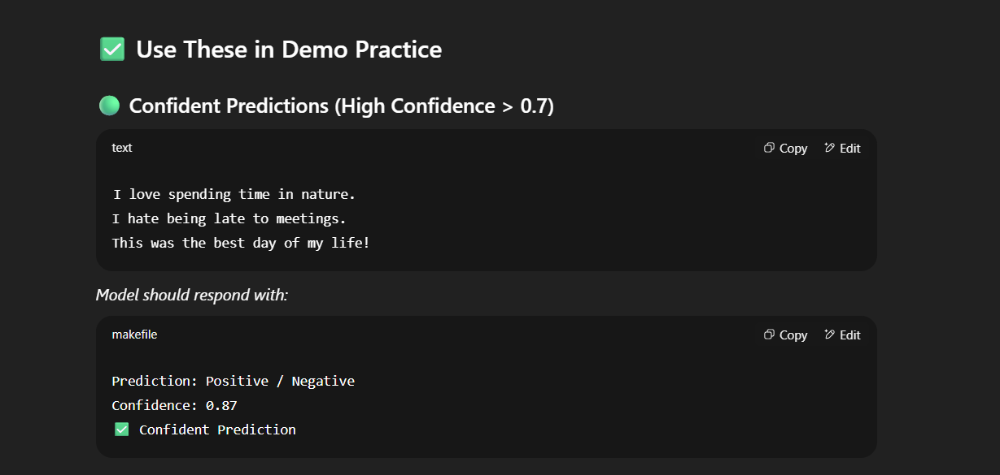 ✅ Use These in Demo Practice
🟢 Confident Predictions (High Confidence > 0.7)
text Copy Edit
I love spending time in nature.
I hate being late to meetings.
This was the best day of my life!
Model should respond with:
makefile Copy Edit
Prediction: Positive / Negative
Confidence: 0.87
✅ Confident Prediction